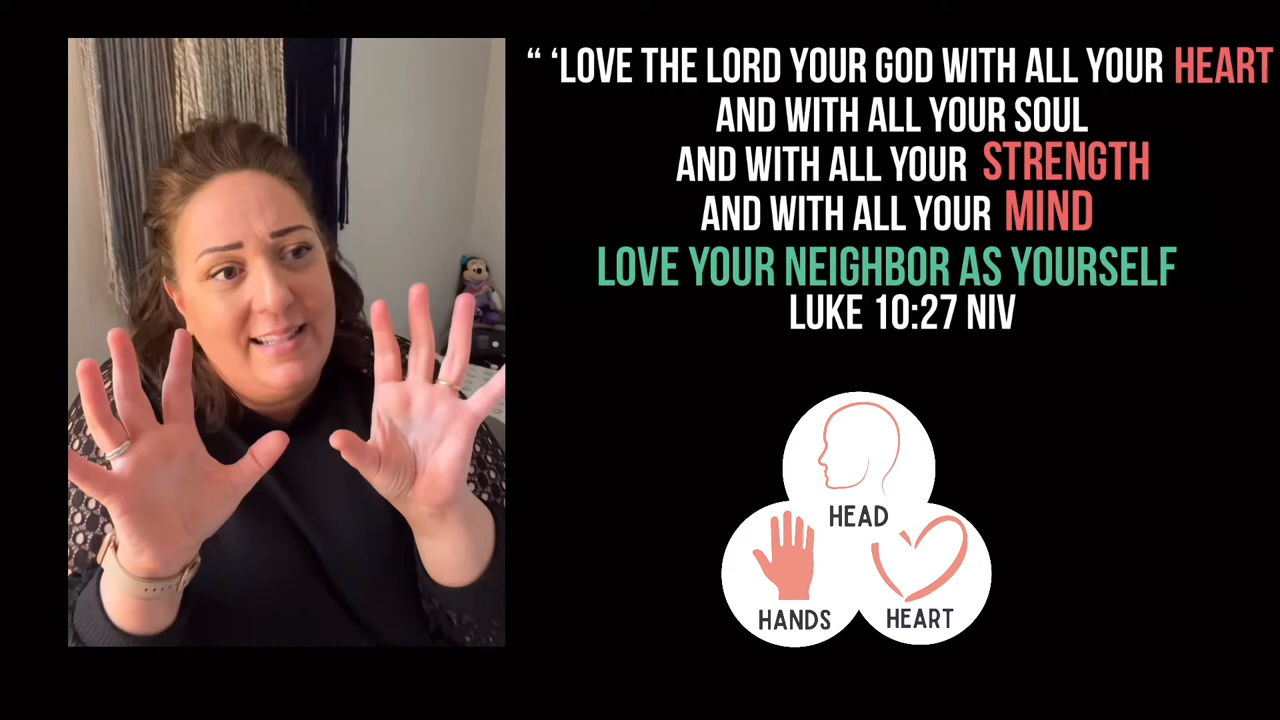 “ ‘LOVE THE LORD YOUR GOD WITH ALL YOUR HEART
AND WITH ALL YOUR SOUL
AND WITH ALL YOUR STRENGTH
AND WITH ALL YOUR MIND
LOVE YOUR NEIGHBOR AS YOURSELF
LUKE 10:27 NIV
HEAD
HANDS
HEART